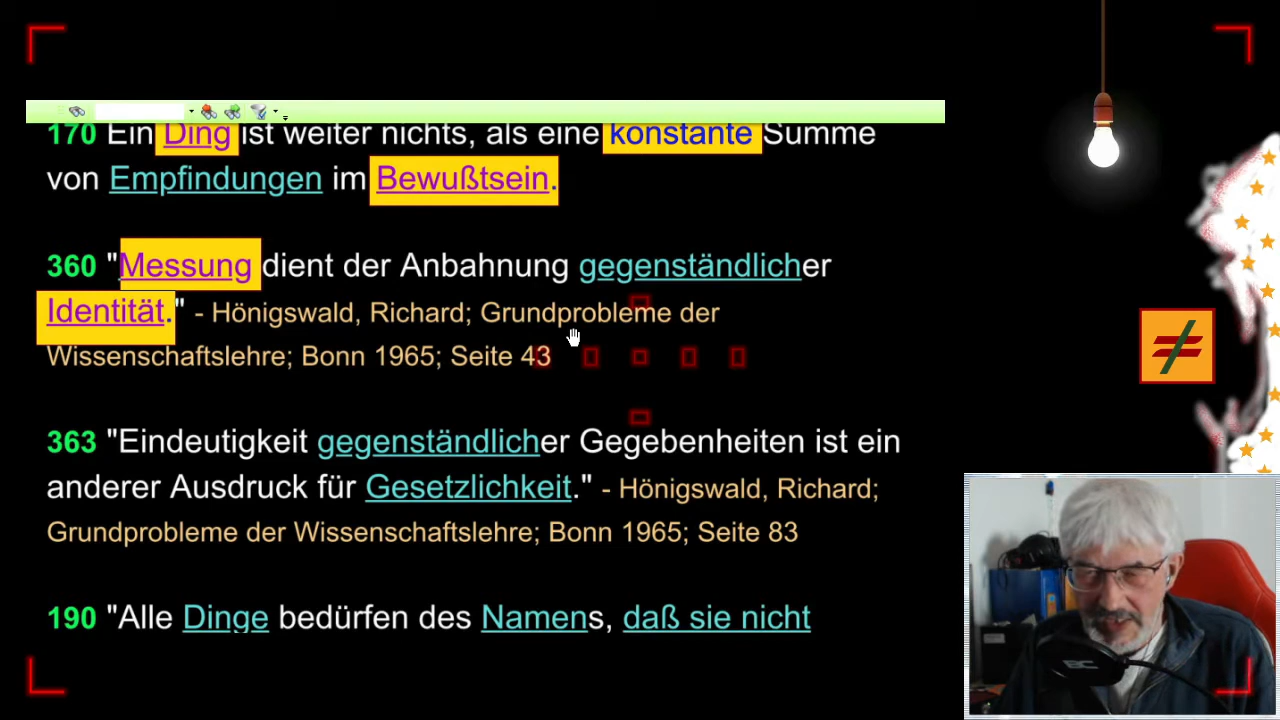 170 Ein Ding ist weiter nichts, als eine konstante Summe
von Empfindungen im Bewußtsein.
360 "Messung dient der Anbahnung gegenständlicher
Identität." - Hönigswald, Richard; Grundprobleme der
Wissenschaftslehre; Bonn 1965; Seite 43
363 "Eindeutigkeit gegenständlicher Gegebenheiten ist ein
anderer Ausdruck für Gesetzlichkeit." - Hönigswald, Richard;
Grundprobleme der Wissenschaftslehre; Bonn 1965; Seite 83
190 "Alle Dinge bedürfen des Namens, daß sie nicht
≠